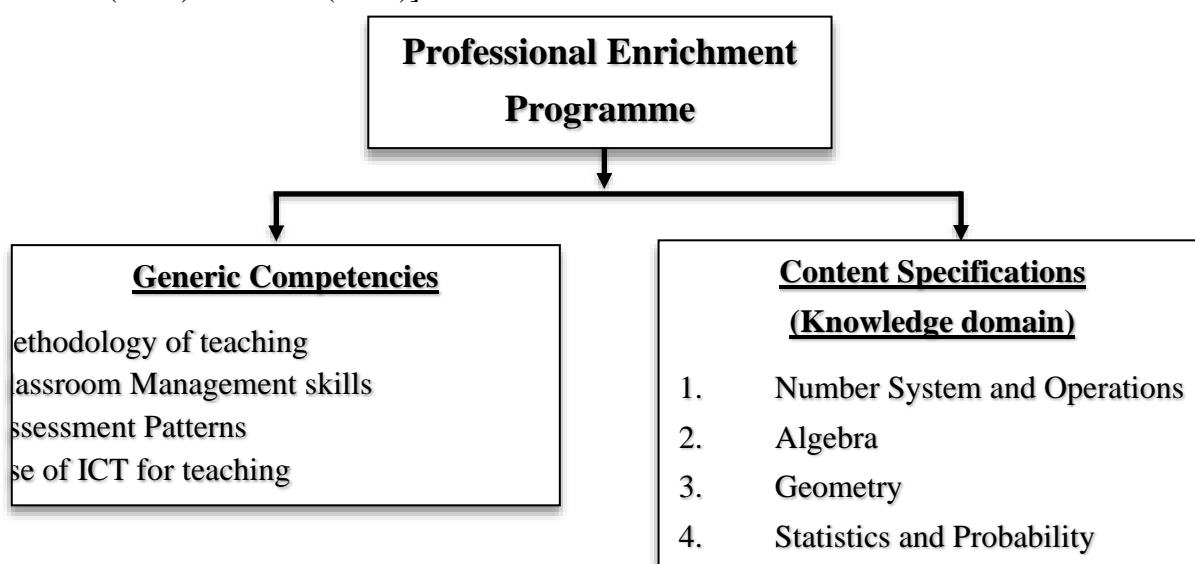 Professional Enrichment
Programme
Generic Competencies
ethodology of teaching
lassroom Management skills
ssessment Patterns
se of ICT for teaching
Content Specifications
(Knowledge domain)
1. Number System and Operations
2. Algebra
3. Geometry
4. Statistics and Probability